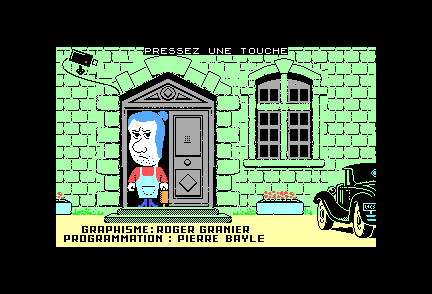 PRESSEZ UNE TOUCHE
GRAPHISME:ROGER GRANIER
PROGRAMMATION : PIERRE BAYLE